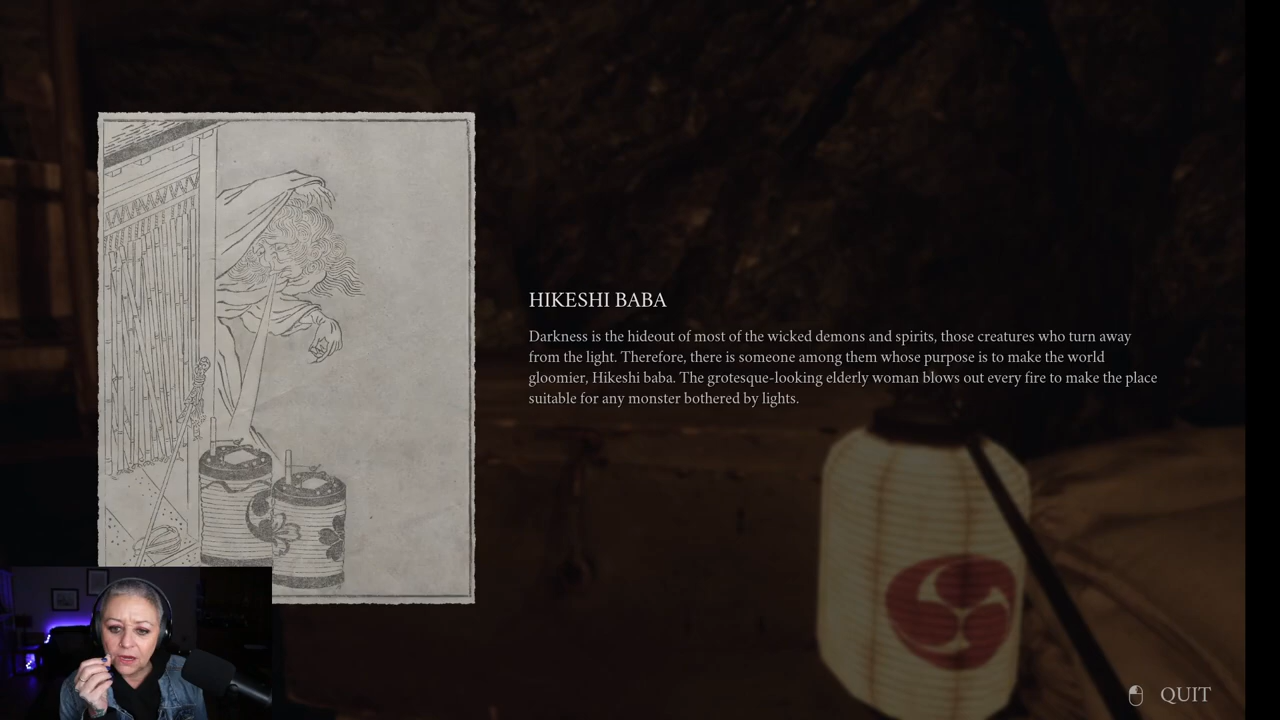 HIKESHI BABA
Darkness is the hideout of most of the wicked demons and spirits, those creatures who turn away
from the light. Therefore, there is someone among them whose purpose is to make the world
gloomier, Hikeshi baba. The grotesque-looking elderly woman blows out every fire to make the place
suitable for any monster bothered by lights.
QUIT